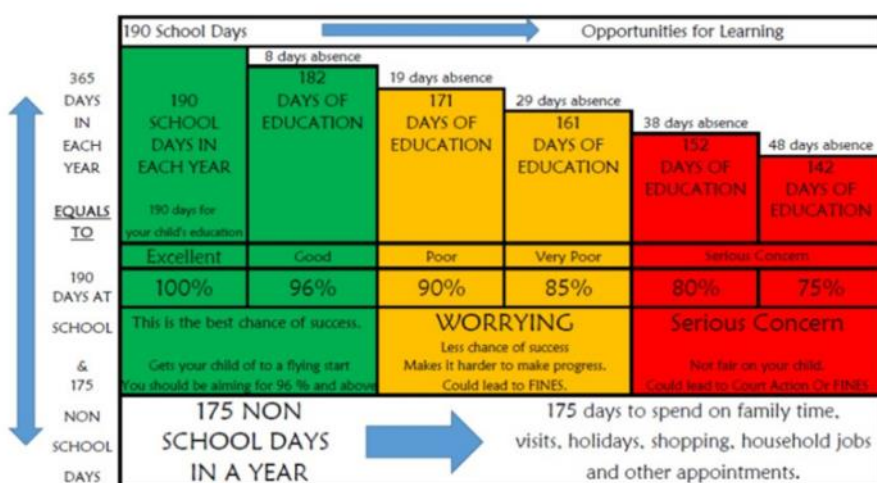 190 School Days
Opportunities for Learning
365
DAYS
IN
EACH
YEAR
EQUALS
TO
190
DAYS AT
SCHOOL
&
175
NON
SCHOOL
DAYS
190
SCHOOL
DAYS IN
EACH YEAR
190 days for
your child's education
8 days absence
182
DAYS OF
EDUCATION
19 days absence
171
DAYS OF
EDUCATION
29 days absence
161
DAYS OF
EDUCATION
38 days absence
152
DAYS OF
EDUCATION
48 days absence
142
DAYS OF
EDUCATION
Excellent
Good
Poor
Very Poor
Serious Concern
100%
96%
90%
85%
80%
75%
This is the best chance of success.
Gets your child of to a flying start
You should be aiming for 96 % and above
WORRYING
Less chance of success
Makes it harder to make progress.
Could lead to FINES.
Serious Concern
Not fair on your child.
Could lead to Court Action Or FINES
175 NON
SCHOOL DAYS
IN A YEAR
175 days to spend on family time,
visits, holidays, shopping, household jobs
and other appointments.